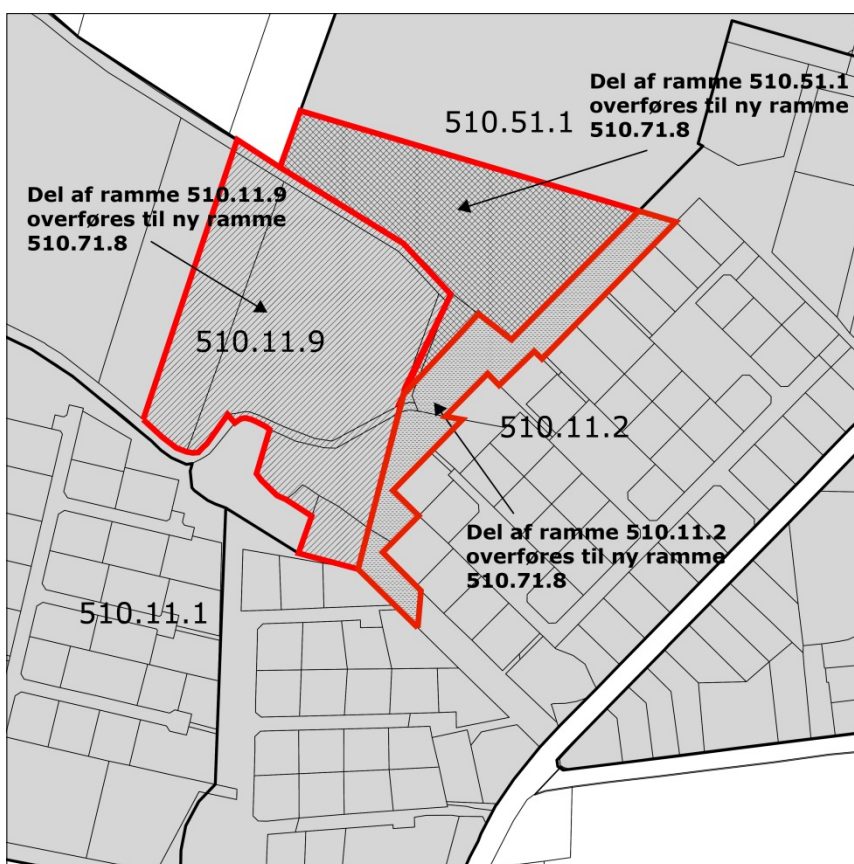 Del af ramme 510.51.1
overføres til ny ramme
510.71.8
510.51.1
Del af ramme 510.11.9
overføres til ny ramme
510.71.8
510.11.9
510.11.2
Del af ramme 510.11.2
overføres til ny ramme
510.71.8
510.11.1